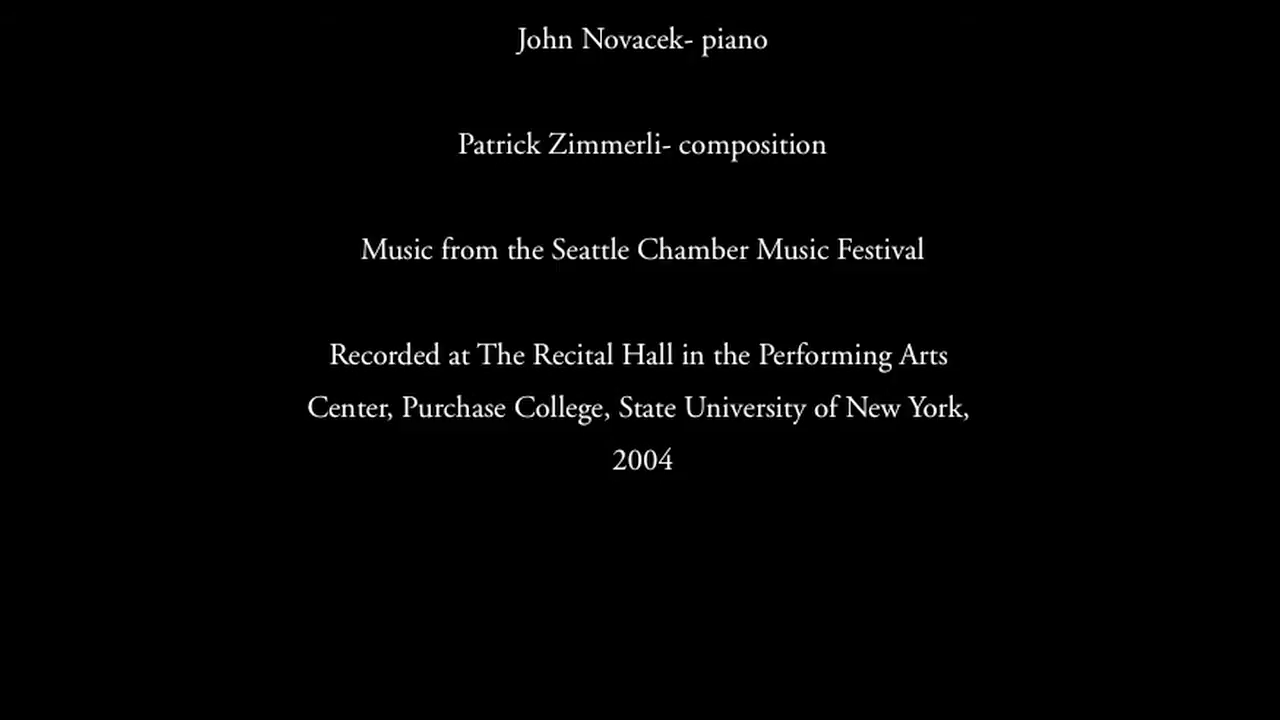 John Novacek- piano
Patrick Zimmerli- composition
Music from the Seattle Chamber Music Festival
Recorded at The Recital Hall in the Performing Arts
Center, Purchase College, State University of New York,
2004